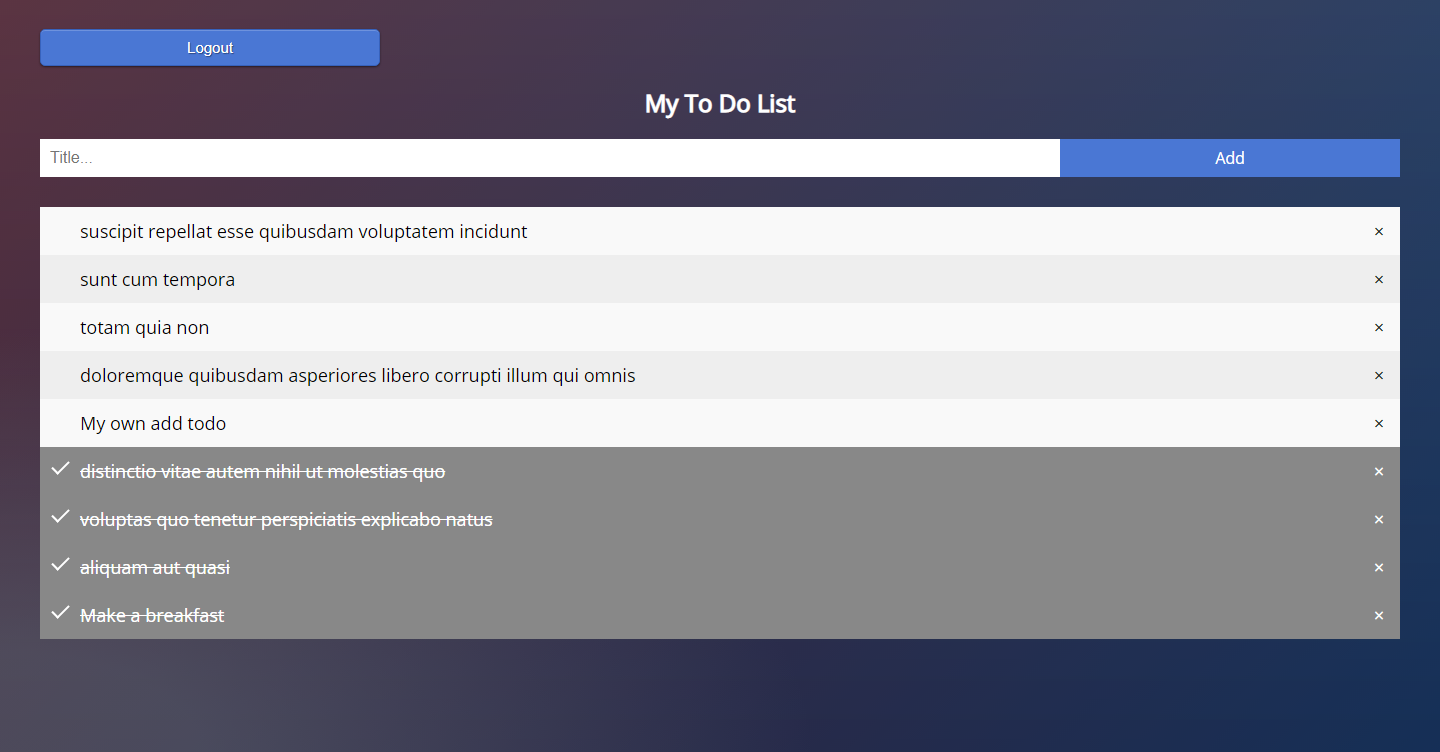 Logout
My To Do List
Title...
Add
suscipit repellat esse quibusdam voluptatem incidunt ×
sunt cum tempora ×
totam quia non ×
doloremque quibusdam asperiores libero corrupti illum qui omnis ×
My own add todo ×
distinctio vitae autem nihil ut molestias quo ×
voluptas quo tenetur perspiciatis explicabo natus ×
aliquam aut quasi ×
Make a breakfast ×